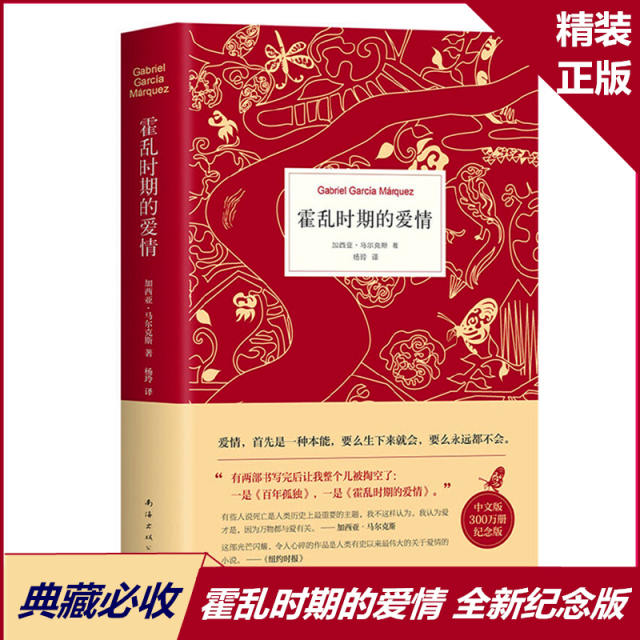 精装
正版
Gabriel
García
Márquez
霍乱时期的爱情
加西亚·马尔克斯 著
杨玲 译
南海出版公
Gabriel García Márquez
霍乱时期的爱情
加西亚·马尔克斯 著
杨玲 译
爱情，首先是一种本能，要么生下来就会，要么永远都不会。
“有两部书写完后让我整个儿被掏空了：
一是《百年孤独》，一是《霍乱时期的爱情》。”
有些人说死亡是人类历史上最重要的主题，我不这样认为。我认为爱
才是，因为万物都与爱有关。——加西亚·马尔克斯
这部光芒闪耀、令人心碎的作品是人类有史以来最伟大的关于爱情的
小说。——《纽约时报》
中文版
300万册
纪念版
典藏必收
霍乱时期的爱情 全新纪念版